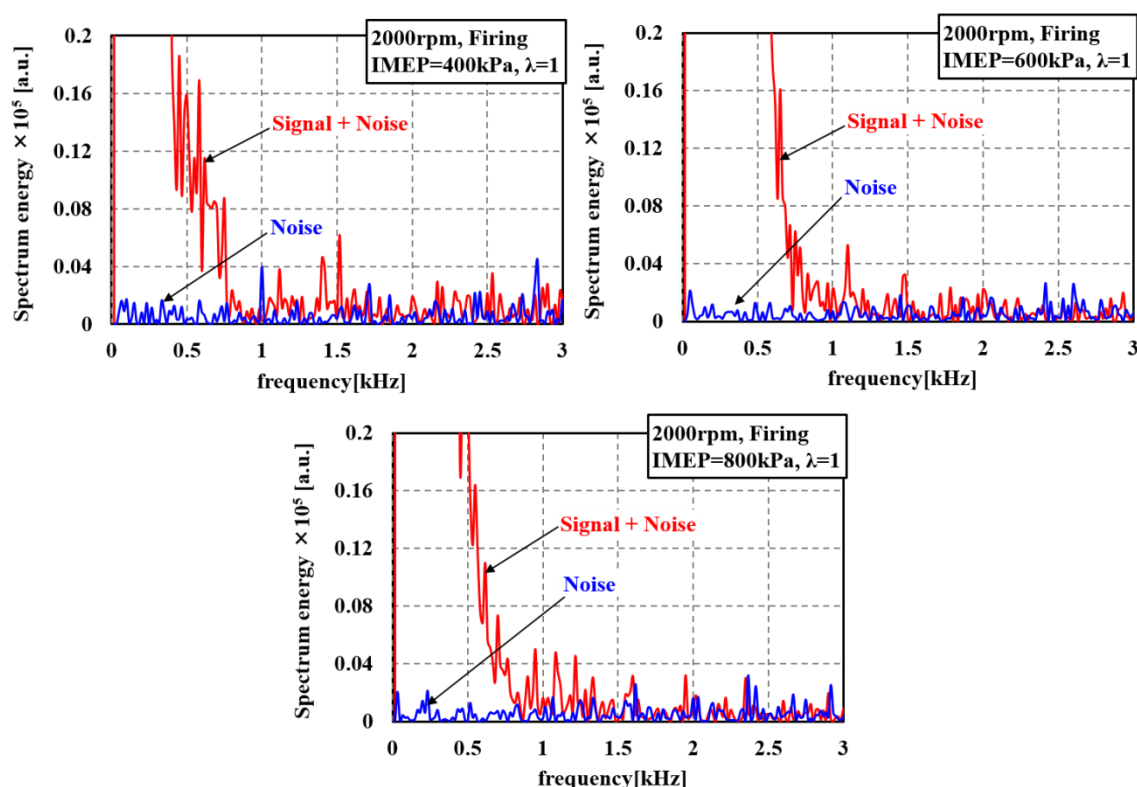 2000rpm, Firing
IMEP=400kPa, λ=1
Signal + Noise
Noise
Spectrum energy ×10⁵ [a.u.]
0.2
0.16
0.12
0.08
0.04
0
0 0.5 1 1.5 2 2.5 3
frequency[kHz]
2000rpm, Firing
IMEP=600kPa, λ=1
Signal + Noise
Noise
Spectrum energy ×10⁵ [a.u.]
0.2
0.16
0.12
0.08
0.04
0
0 0.5 1 1.5 2 2.5 3
frequency[kHz]
2000rpm, Firing
IMEP=800kPa, λ=1
Signal + Noise
Noise
Spectrum energy ×10⁵ [a.u.]
0.2
0.16
0.12
0.08
0.04
0
0 0.5 1 1.5 2 2.5 3
frequency[kHz]